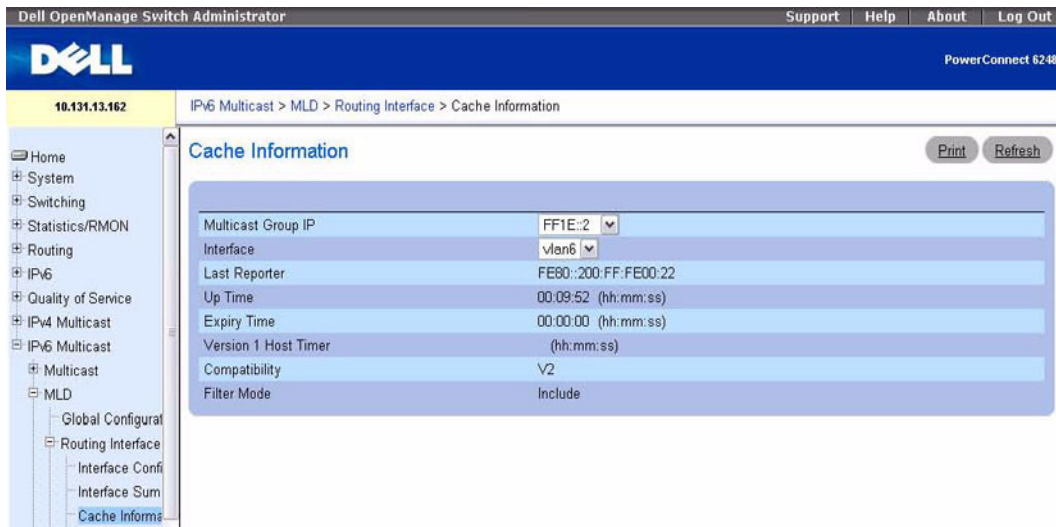 Dell OpenManage Switch Administrator
Support Help About Log Out
DELL
PowerConnect 6248
10.131.13.162
IPv6 Multicast > MLD > Routing Interface > Cache Information
Home
System
Switching
Statistics/RMON
Routing
IPv6
Quality of Service
IPv4 Multicast
IPv6 Multicast
Multicast
MLD
Global Configurat
Routing Interface
Interface Confi
Interface Sum
Cache Informa
Cache Information
Print Refresh
Multicast Group IP FF1E::2
Interface vlan6
Last Reporter FE80::200:FF:FE00:22
Up Time 00:09:52 (hh:mm:ss)
Expiry Time 00:00:00 (hh:mm:ss)
Version 1 Host Timer (hh:mm:ss)
Compatibility V2
Filter Mode Include